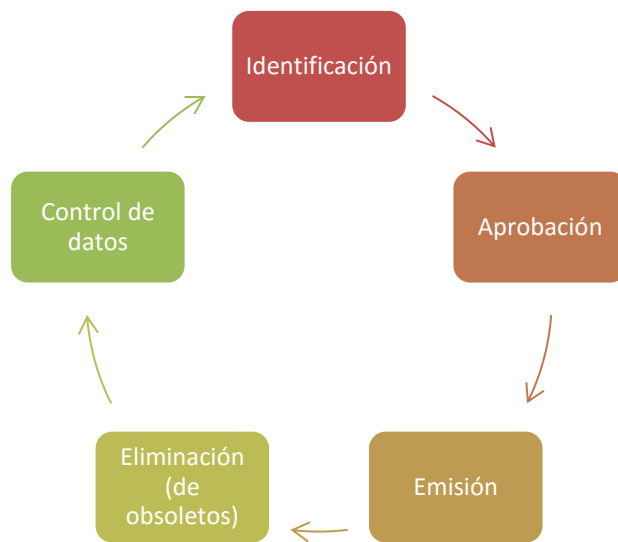 Identificación
Aprobación
Emisión
Eliminación
(de
obsoletos)
Control de
datos